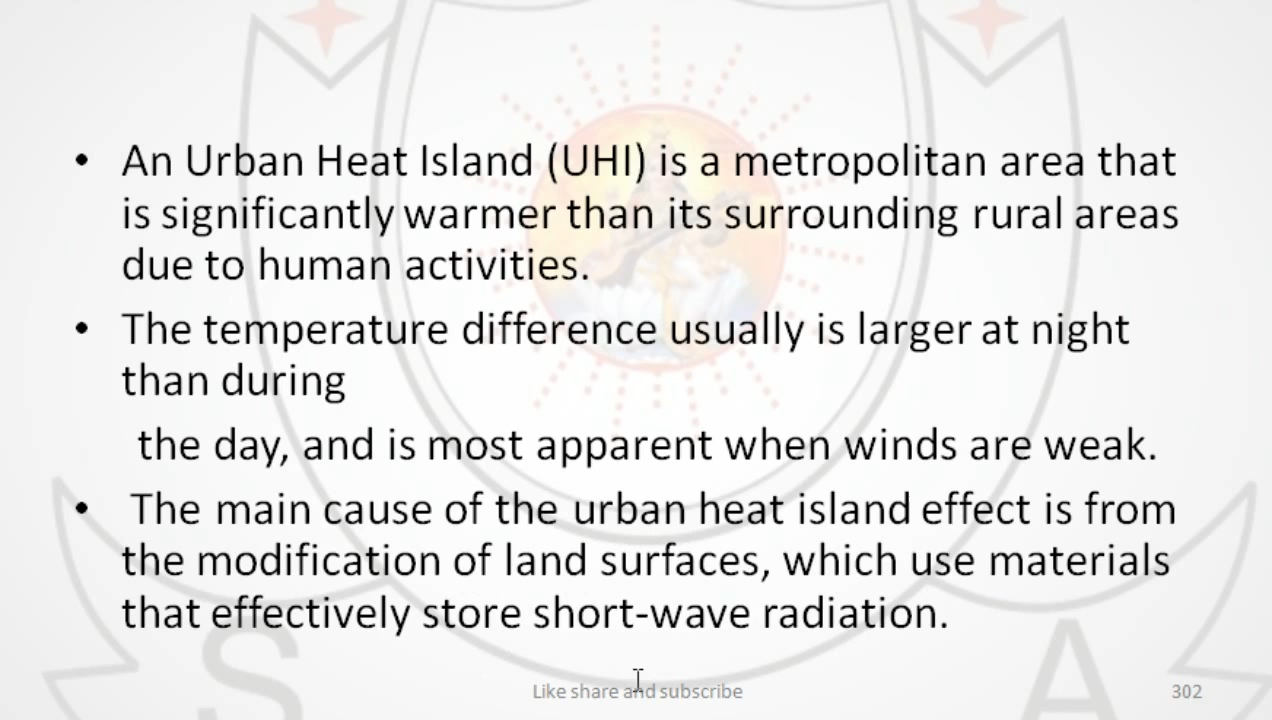 • An Urban Heat Island (UHI) is a metropolitan area that
is significantly warmer than its surrounding rural areas
due to human activities.
• The temperature difference usually is larger at night
than during
the day, and is most apparent when winds are weak.
• The main cause of the urban heat island effect is from
the modification of land surfaces, which use materials
that effectively store short-wave radiation.
S A
Like share and subscribe 302